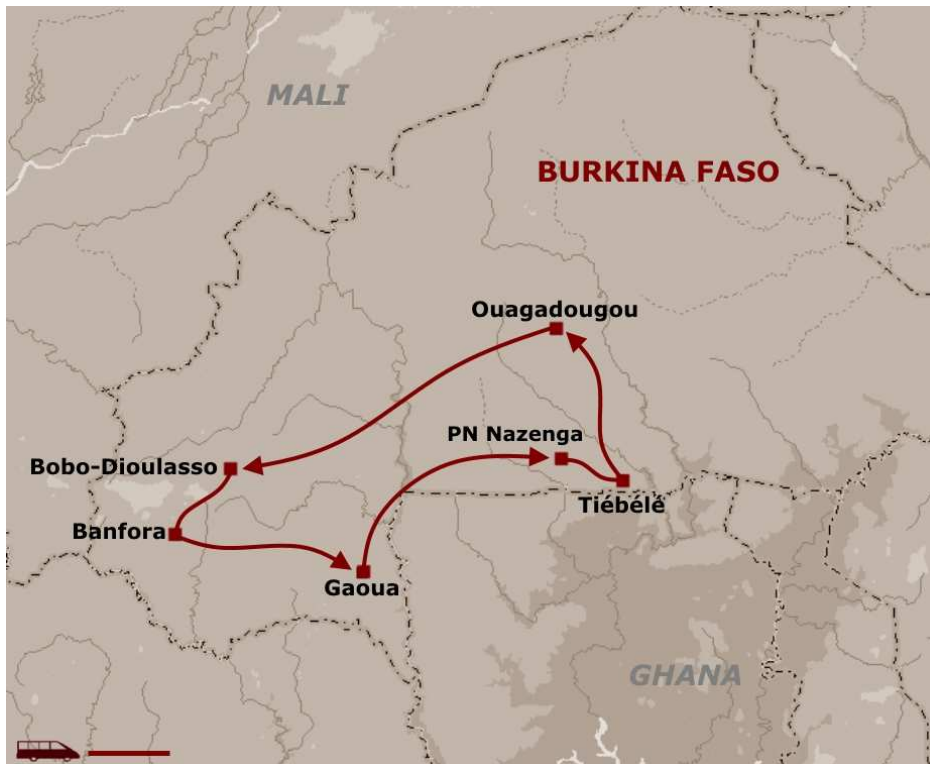 MALI
BURKINA FASO
Ouagadougou
PN Nazenga
Bobo-Dioulasso
Tiébélé
Banfora
Gaoua
GHANA